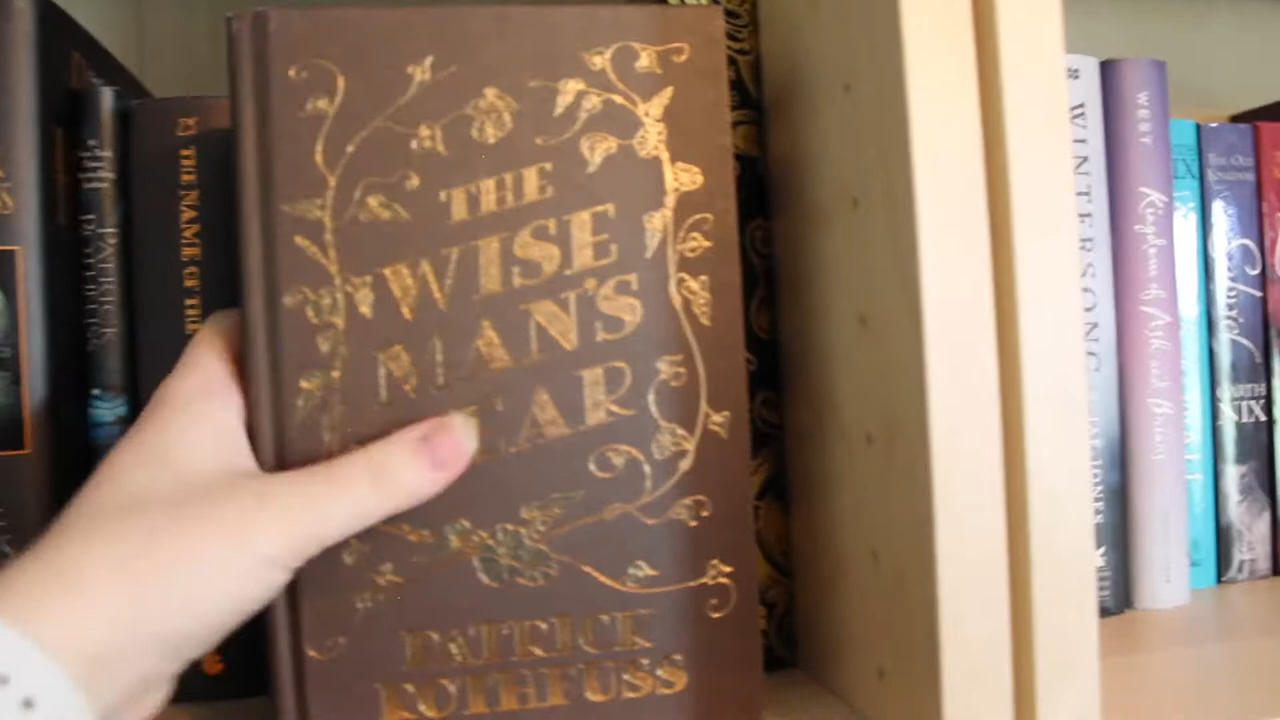 THE
WISE
MAN'S
FEAR
PATRICK
ROTHFUSS
THE NAME OF THE
PATRICK
WINTERSONG
WEST
Kingdom of Ash and Briars
NIX
THE OLD
KINGDOM
Sabriel
GARTH
NIX